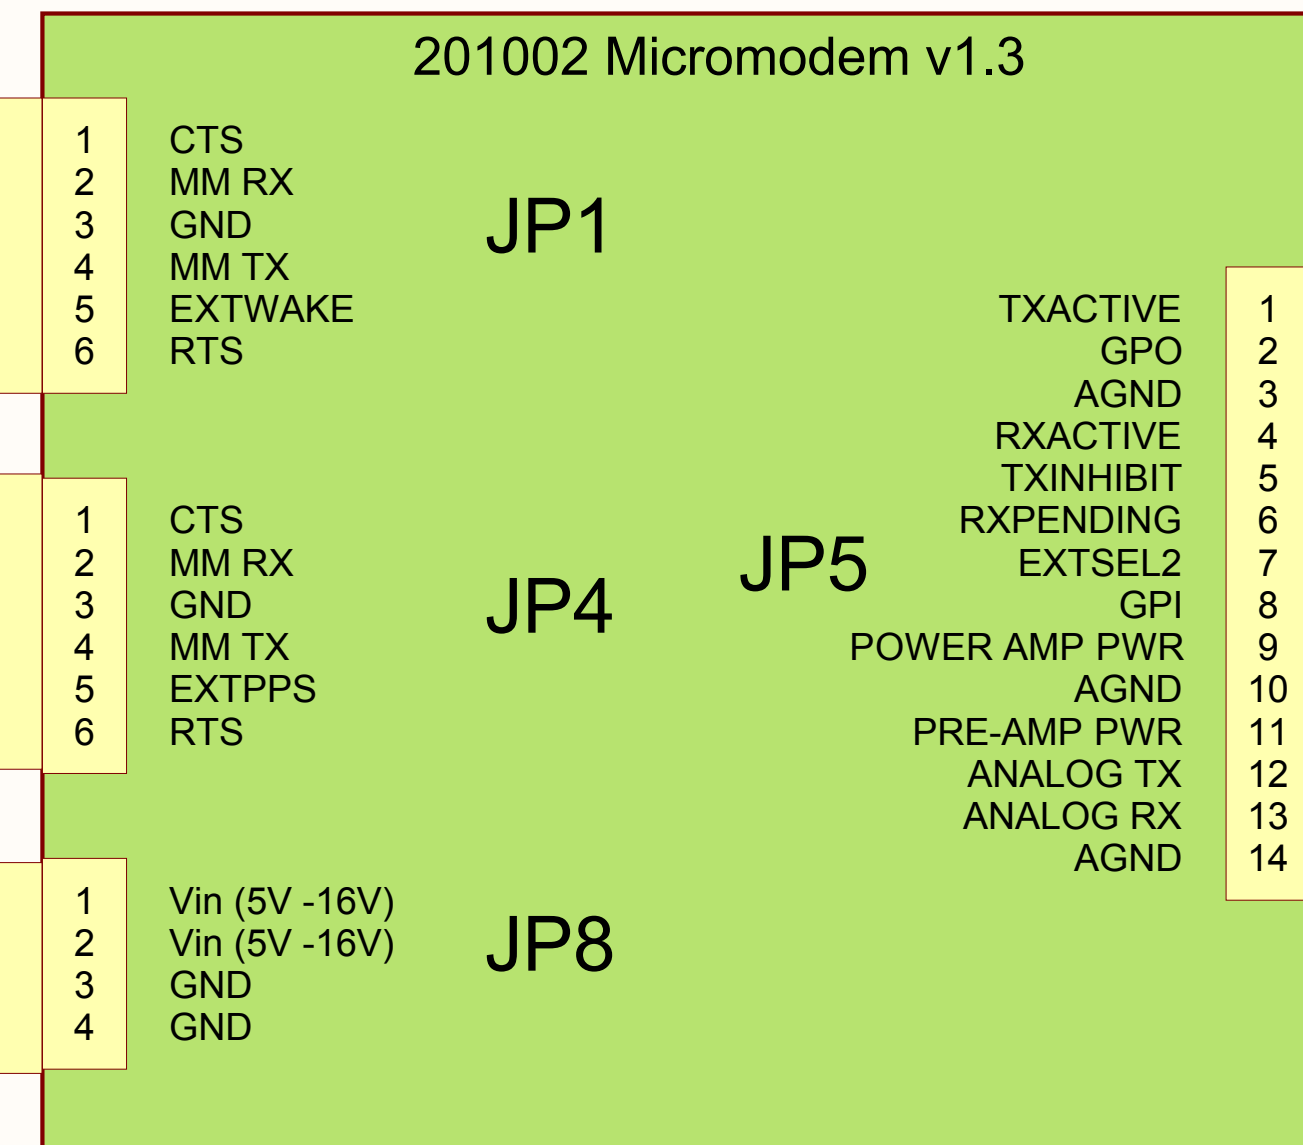 201002 Micromodem v1.3
1 CTS
2 MM RX
3 GND
4 MM TX
5 EXTWAKE
6 RTS
JP1
1 CTS
2 MM RX
3 GND
4 MM TX
5 EXTPPS
6 RTS
JP4
1 Vin (5V -16V)
2 Vin (5V -16V)
3 GND
4 GND
JP8
JP5
TXACTIVE 1
GPO 2
AGND 3
RXACTIVE 4
TXINHIBIT 5
RXPENDING 6
EXTSEL2 7
GPI 8
POWER AMP PWR 9
AGND 10
PRE-AMP PWR 11
ANALOG TX 12
ANALOG RX 13
AGND 14